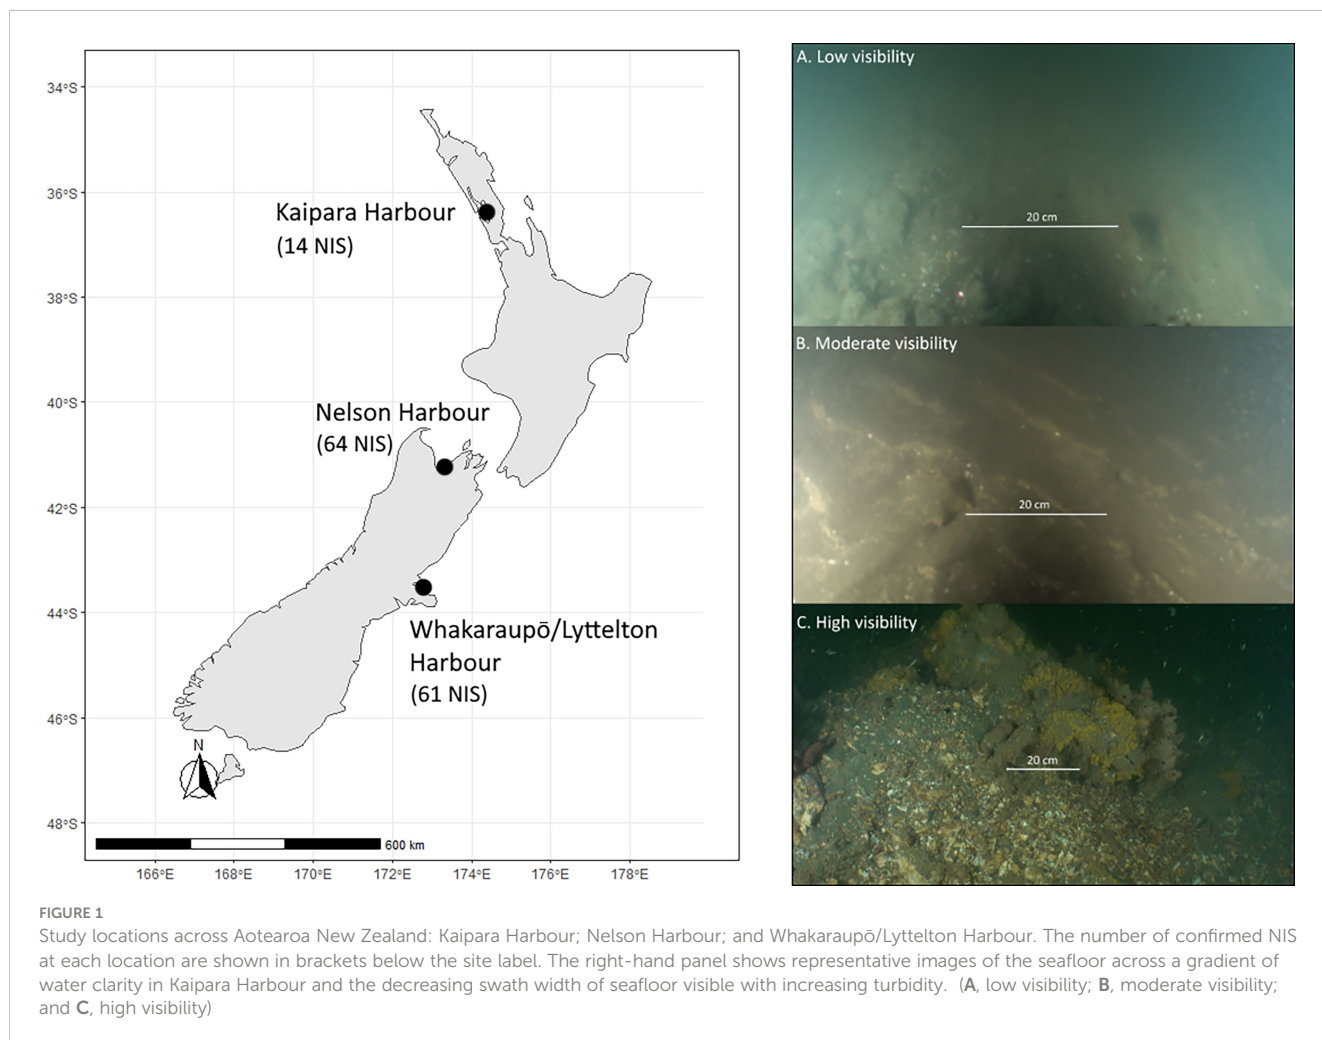 34°S
36°S
38°S
40°S
42°S
44°S
46°S
48°S
166°E
168°E
170°E
172°E
174°E
176°E
178°E
Kaipara Harbour
(14 NIS)
Nelson Harbour
(64 NIS)
Whakaraupō/Lyttelton
Harbour
(61 NIS)
N
600 km
A. Low visibility
20 cm
B. Moderate visibility
20 cm
C. High visibility
20 cm
FIGURE 1
Study locations across Aotearoa New Zealand: Kaipara Harbour; Nelson Harbour; and Whakaraupō/Lyttelton Harbour. The number of confirmed NIS
at each location are shown in brackets below the site label. The right-hand panel shows representative images of the seafloor across a gradient of
water clarity in Kaipara Harbour and the decreasing swath width of seafloor visible with increasing turbidity. (A, low visibility; B, moderate visibility;
and C, high visibility)